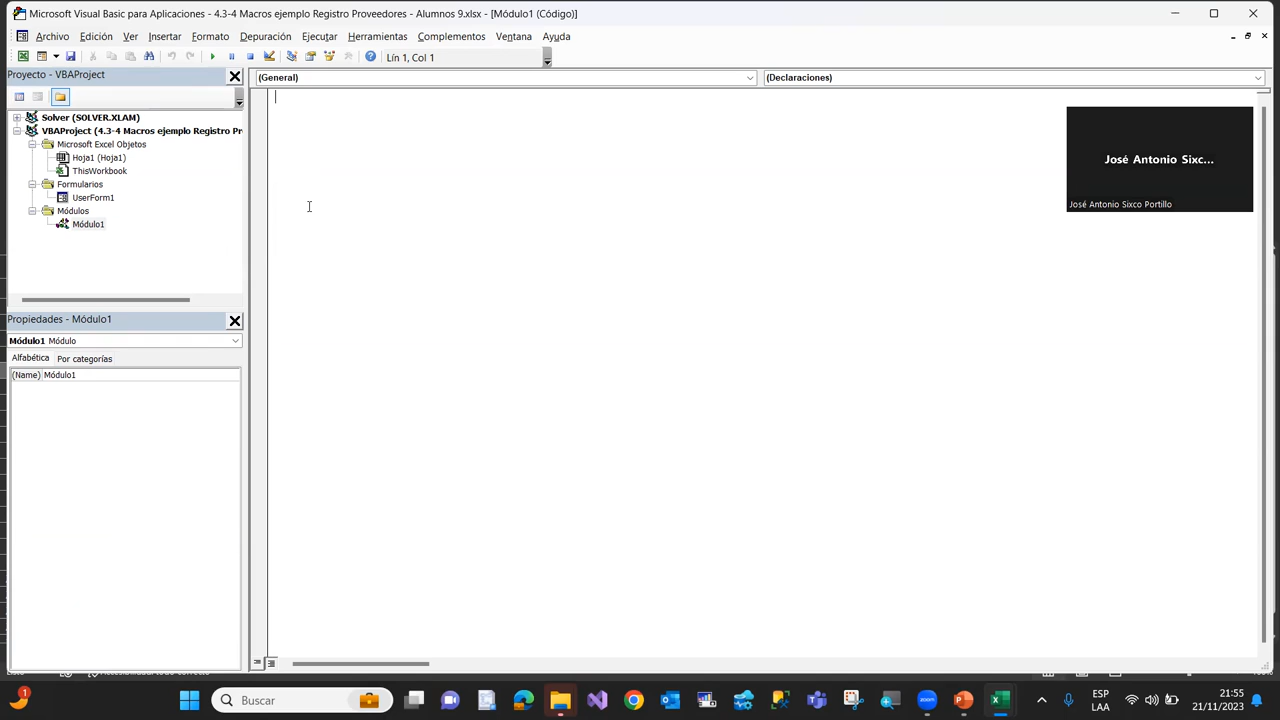 Microsoft Visual Basic para Aplicaciones - 4.3-4 Macros ejemplo Registro Proveedores - Alumnos 9.xlsx - [Módulo1 (Código)]
Archivo Edición Ver Insertar Formato Depuración Ejecutar Herramientas Complementos Ventana Ayuda
Lín 1, Col 1
Proyecto - VBAProject
(General)
(Declaraciones)
Solver (SOLVER.XLAM)
VBAProject (4.3-4 Macros ejemplo Registro Pr
Microsoft Excel Objetos
Hoja1 (Hoja1)
ThisWorkbook
Formularios
UserForm1
Módulos
Módulo1
José Antonio Sixc...
José Antonio Sixco Portillo
Propiedades - Módulo1
Módulo1 Módulo
Alfabética Por categorías
(Name) Módulo1
1
Buscar
zoom
ESP
LAA
21:55
21/11/2023